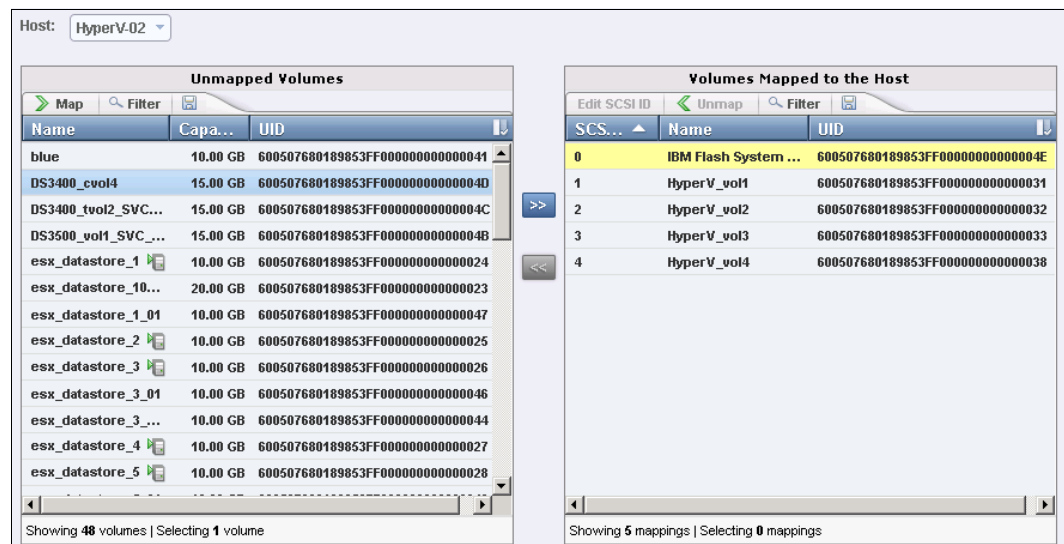 Host: HyperV-02
Unmapped Volumes
Map Filter
Name Capa... UID
blue 10.00 GB 600507680189853FF000000000000041
DS3400_cvol4 15.00 GB 600507680189853FF00000000000004D
DS3400_tvol2_SVC... 15.00 GB 600507680189853FF00000000000004C
DS3500_vol1_SVC_... 15.00 GB 600507680189853FF00000000000004B
esx_datastore_1 10.00 GB 600507680189853FF000000000000024
esx_datastore_10... 20.00 GB 600507680189853FF000000000000023
esx_datastore_1_01 10.00 GB 600507680189853FF000000000000047
esx_datastore_2 10.00 GB 600507680189853FF000000000000025
esx_datastore_3 10.00 GB 600507680189853FF000000000000026
esx_datastore_3_01 10.00 GB 600507680189853FF000000000000046
esx_datastore_3_... 10.00 GB 600507680189853FF000000000000044
esx_datastore_4 10.00 GB 600507680189853FF000000000000027
esx_datastore_5 10.00 GB 600507680189853FF000000000000028
Showing 48 volumes | Selecting 1 volume
>>
<<
Volumes Mapped to the Host
Edit SCSI ID Unmap Filter
SCS... Name UID
0 IBM Flash System ... 600507680189853FF00000000000004E
1 HyperV_vol1 600507680189853FF000000000000031
2 HyperV_vol2 600507680189853FF000000000000032
3 HyperV_vol3 600507680189853FF000000000000033
4 HyperV_vol4 600507680189853FF000000000000038
Showing 5 mappings | Selecting 0 mappings